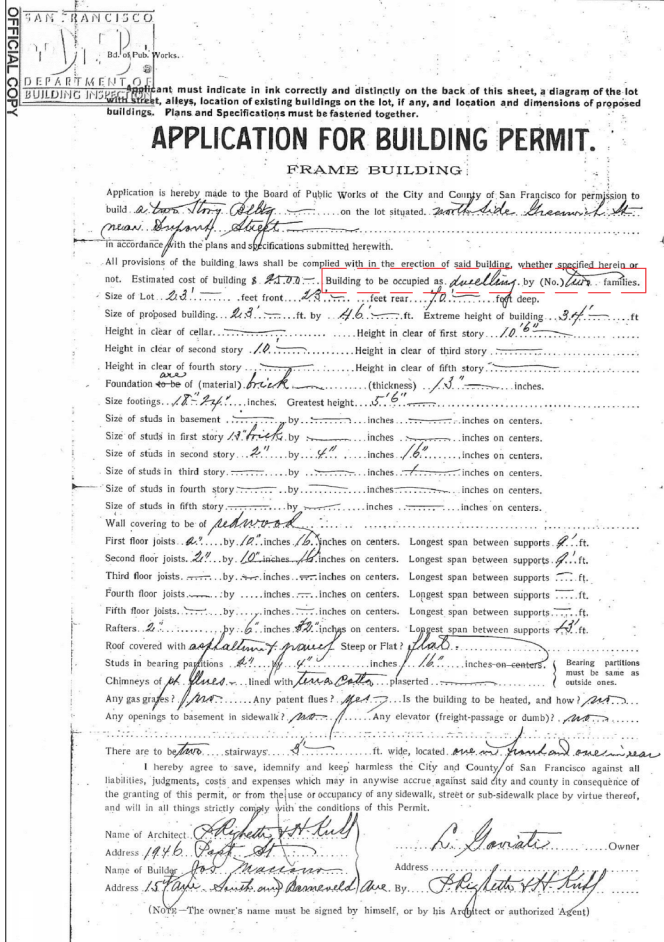 OFFICIAL COPY
SAN FRANCISCO
DEPARTMENT OF
BUILDING INSPECTION
Bd. of Pub. Works.
Applicant must indicate in ink correctly and distinctly on the back of this sheet, a diagram of the lot
with street, alleys, location of existing buildings on the lot, if any, and location and dimensions of proposed
buildings. Plans and Specifications must be fastened together.
APPLICATION FOR BUILDING PERMIT.
FRAME BUILDING
Application is hereby made to the Board of Public Works of the City and County of San Francisco for permission to
build a two Story Bldg on the lot situated north Side Greenwich St
near Dupont Street
in accordance with the plans and specifications submitted herewith.
All provisions of the building laws shall be complied with in the erection of said building, whether specified herein or
not. Estimated cost of building $ 2500 Building to be occupied as dwelling by (No.) two families.
Size of Lot 23' feet front 23' feet rear feet deep.
Size of proposed building 23' ft. by 46' ft. Extreme height of building 34' ft
Height in clear of cellar Height in clear of first story 10'6"
Height in clear of second story 10' Height in clear of third story
Height in clear of fourth story Height in clear of fifth story
Foundation to be are of (material) brick (thickness) 13" inches.
Size footings 18"-24" inches. Greatest height 5'6"
Size of studs in basement by inches inches on centers.
Size of studs in first story 13" brick by inches inches on centers.
Size of studs in second story 2" by 4" inches 16" inches on centers.
Size of studs in third story by inches inches on centers.
Size of studs in fourth story by inches inches on centers.
Size of studs in fifth story by inches inches on centers.
Wall covering to be of redwood
First floor joists 2" by 10" inches 16 inches on centers. Longest span between supports 9' ft.
Second floor joists 2" by 10" inches 16 inches on centers. Longest span between supports 9' ft.
Third floor joists by inches inches on centers. Longest span between supports ft.
Fourth floor joists by inches inches on centers. Longest span between supports ft.
Fifth floor joists by inches inches on centers. Longest span between supports ft.
Rafters 2" by 6" inches 32" inches on centers. Longest span between supports 13' ft.
Roof covered with asphaltum & gravel Steep or Flat? flat
Studs in bearing partitions 2" by 4" inches 16" inches on centers. Bearing partitions
must be same as
outside ones.
Chimneys of pt. flues lined with terra Cotta plaserted
Any gas grates? no Any patent flues? yes Is the building to be heated, and how? no
Any openings to basement in sidewalk? no Any elevator (freight-passage or dumb)? no
There are to be two stairways 3' ft. wide, located one in front and one in rear
I hereby agree to save, idemnify and keep harmless the City and County of San Francisco against all
liabilities, judgments, costs and expenses which may in anywise accrue against said city and county in consequence of
the granting of this permit, or from the use or occupancy of any sidewalk, street or sub-sidewalk place by virtue thereof,
and will in all things strictly comply with the conditions of this Permit.
Name of Architect Righetti & H Kuhl
Owner
Address 1946 Post St
Name of Builder Jos
Address
Address 15th Ave South and Barneveld Ave By Righetti & H. Kuhl
(NOTE—The owner's name must be signed by himself, or by his Architect or authorized Agent)